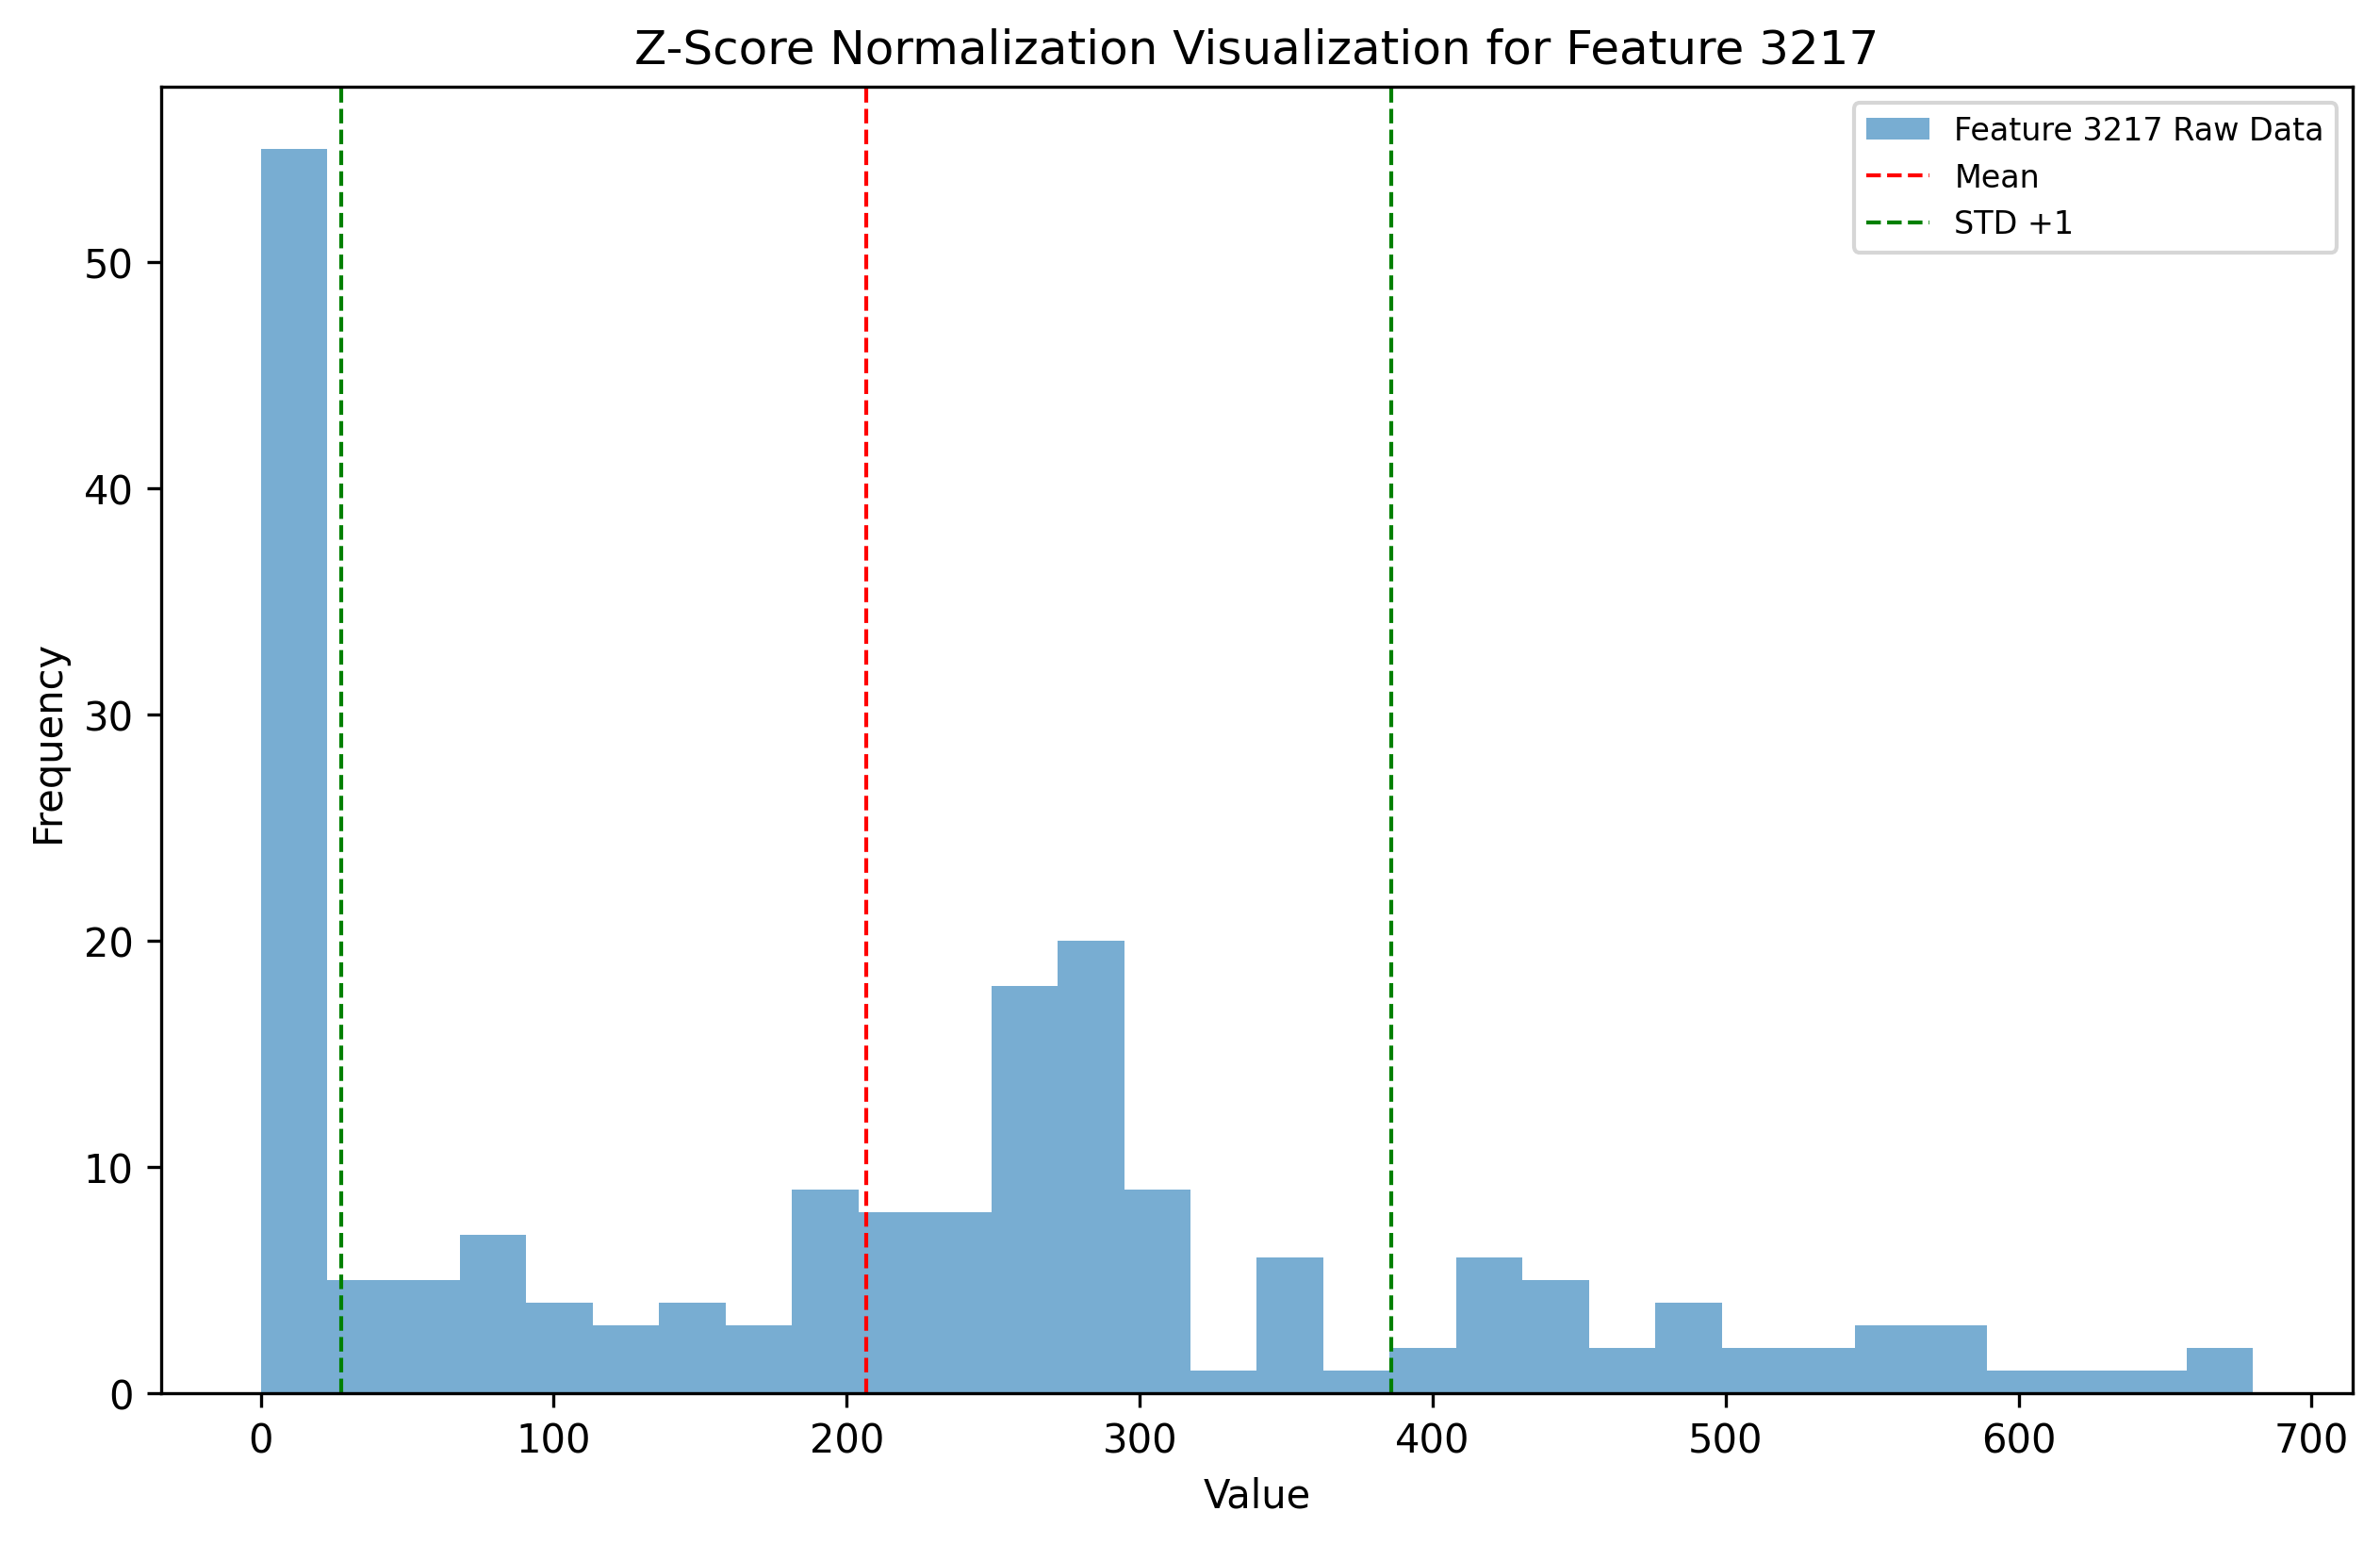 Z-Score Normalization Visualization for Feature 3217
Feature 3217 Raw Data
Mean
STD +1
Frequency
50
40
30
20
10
0
0 100 200 300 400 500 600 700
Value